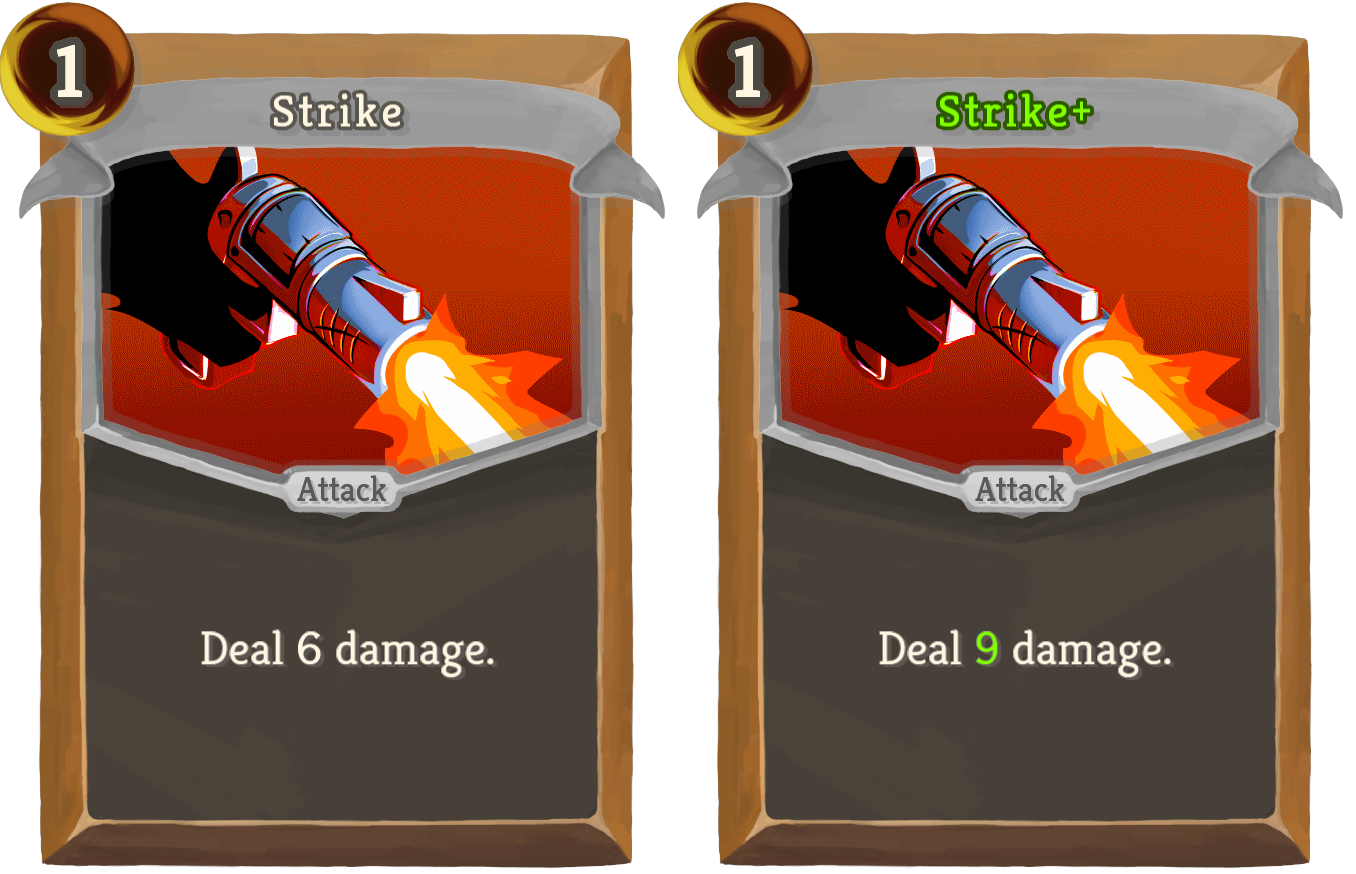 1
Strike
Attack
Deal 6 damage.
1
Strike+
Attack
Deal 9 damage.